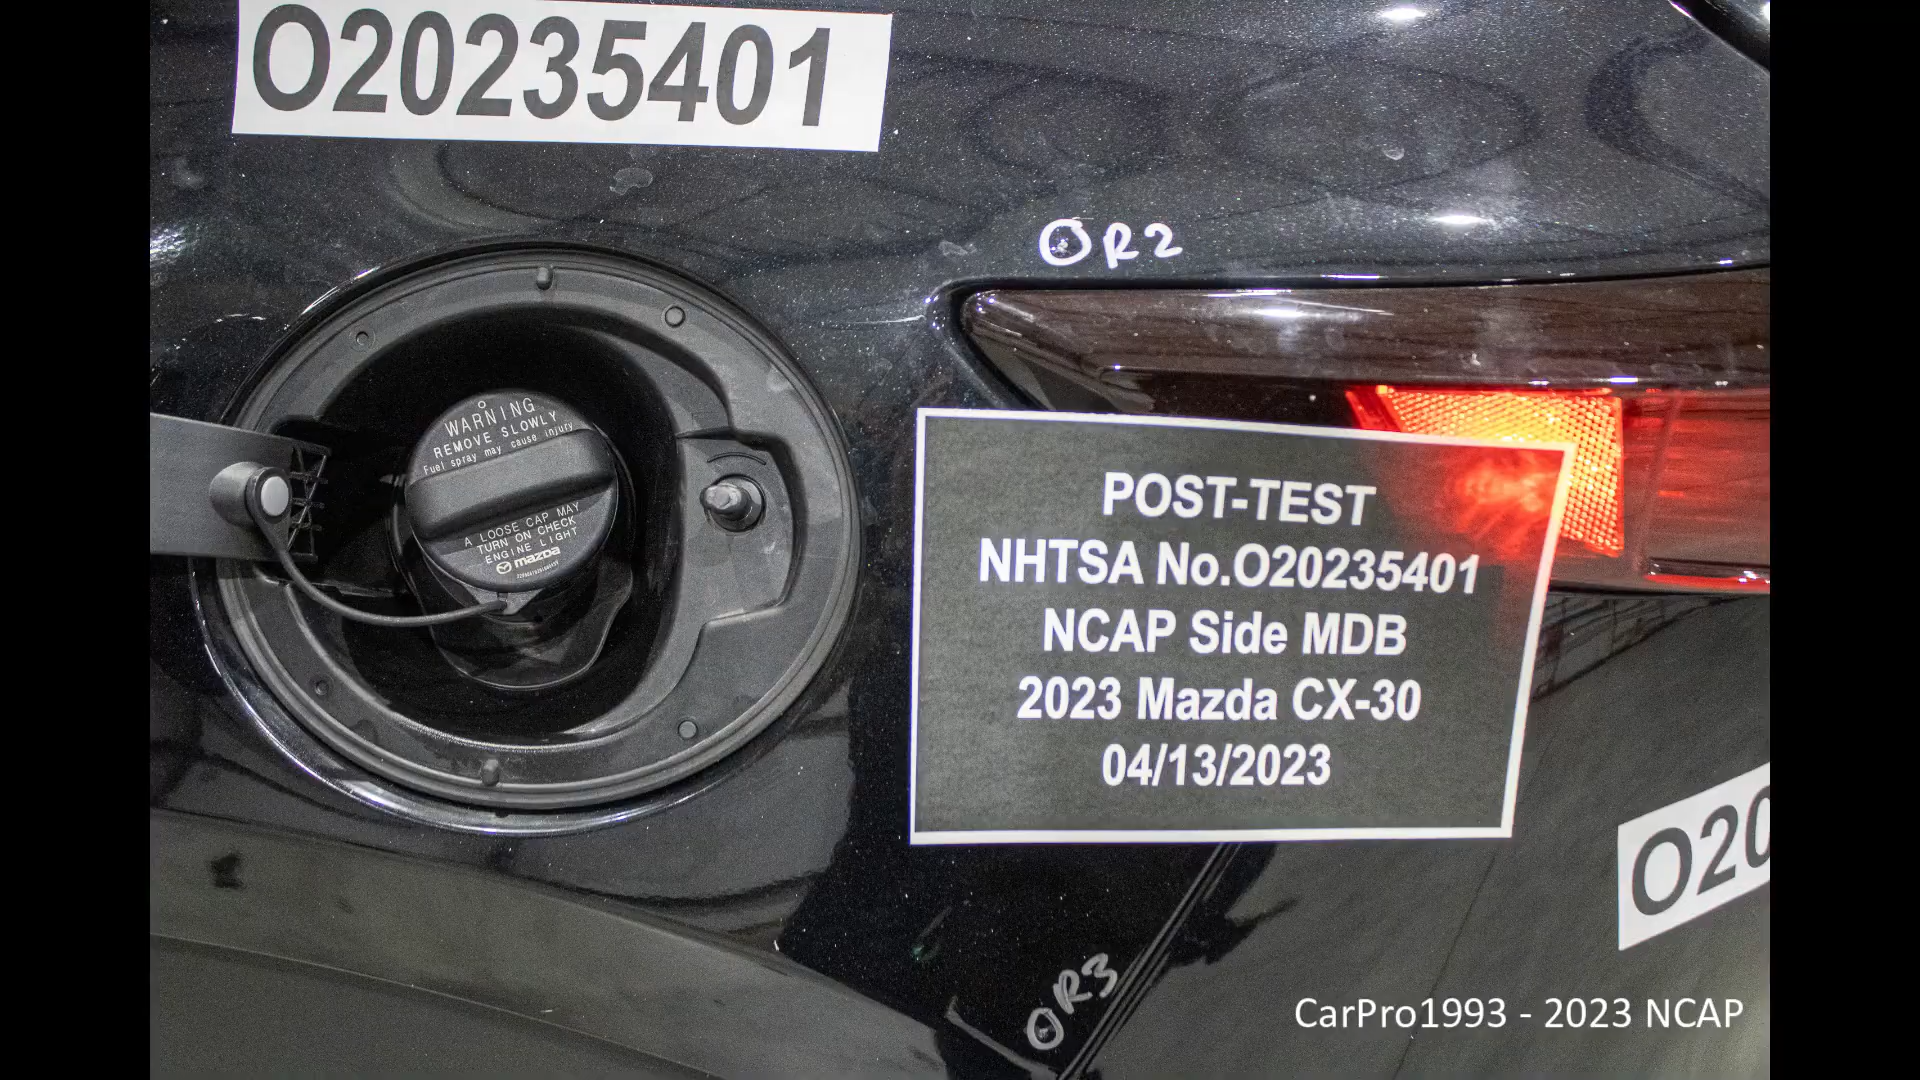 O20235401
OR2
WARNING
REMOVE SLOWLY
Fuel spray may cause injury
A LOOSE CAP MAY
TURN ON CHECK
ENGINE LIGHT
mazda
POST-TEST
NHTSA No.O20235401
NCAP Side MDB
2023 Mazda CX-30
04/13/2023
O20
OR3
CarPro1993 - 2023 NCAP